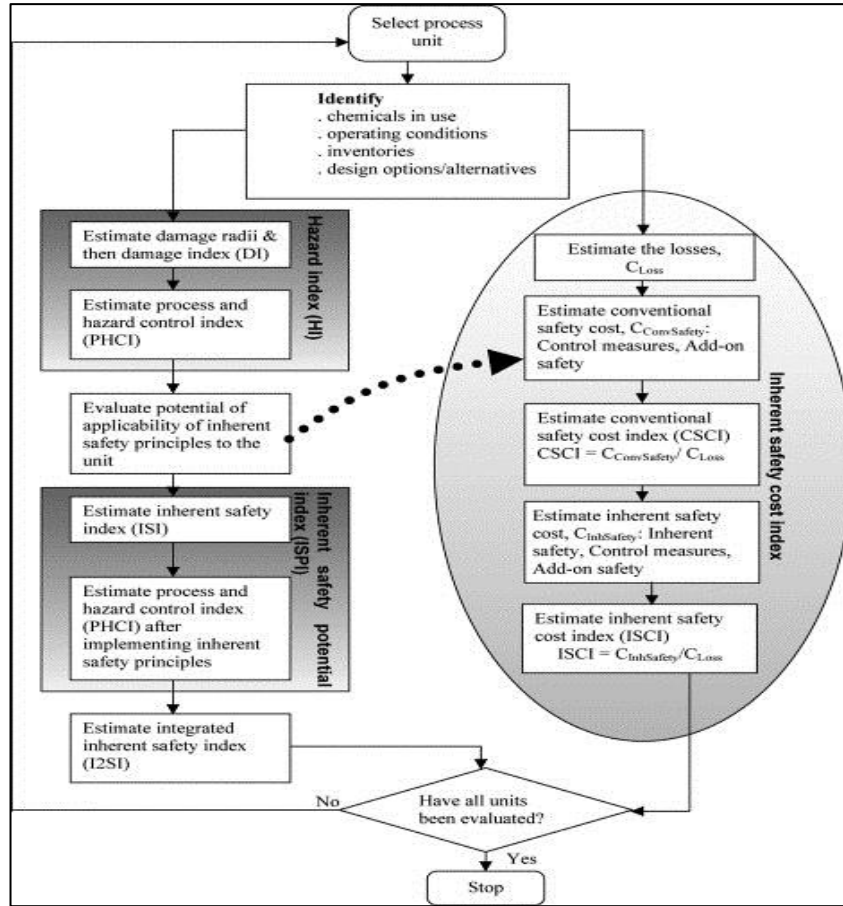 Select process
unit
Identify
. chemicals in use
. operating conditions
. inventories
. design options/alternatives
Estimate damage radii &
then damage index (DI)
Estimate process and
hazard control index
(PHCI)
Hazard index (HI)
Evaluate potential of
applicability of inherent
safety principles to the
unit
Estimate inherent safety
index (ISI)
Estimate process and
hazard control index
(PHCI) after
implementing inherent
safety principles
Inherent safety potential
index (ISPI)
Estimate integrated
inherent safety index
(I2SI)
Estimate the losses,
CLoss
Estimate conventional
safety cost, CConvSafety:
Control measures, Add-on
safety
Estimate conventional
safety cost index (CSCI)
CSCI = CConvSafety/ CLoss
Estimate inherent safety
cost, CInhSafety: Inherent
safety, Control measures,
Add-on safety
Estimate inherent safety
cost index (ISCI)
ISCI = CInhSafety/CLoss
Inherent safety cost index
No
Have all units
been evaluated?
Yes
Stop